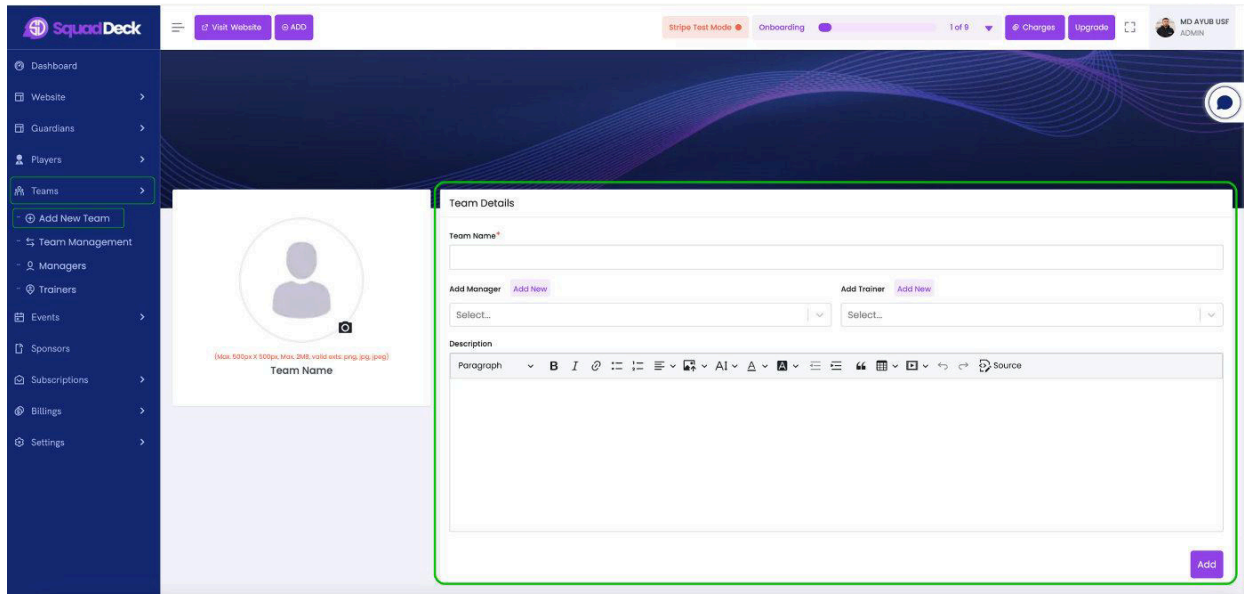 SquadDeck
Visit Website
ADD
Stripe Test Mode
Onboarding
1 of 9
Charges
Upgrade
MD AYUB USF
ADMIN
Dashboard
Website
Guardians
Players
Teams
Add New Team
Team Management
Managers
Trainers
Events
Sponsors
Subscriptions
Billings
Settings
(Max. 500px X 500px, Max. 2MB, valid exts: png, jpg, jpeg)
Team Name
Team Details
Team Name*
Add Manager Add New
Add Trainer Add New
Select...
Select...
Description
Paragraph B I AI A A Source
Add